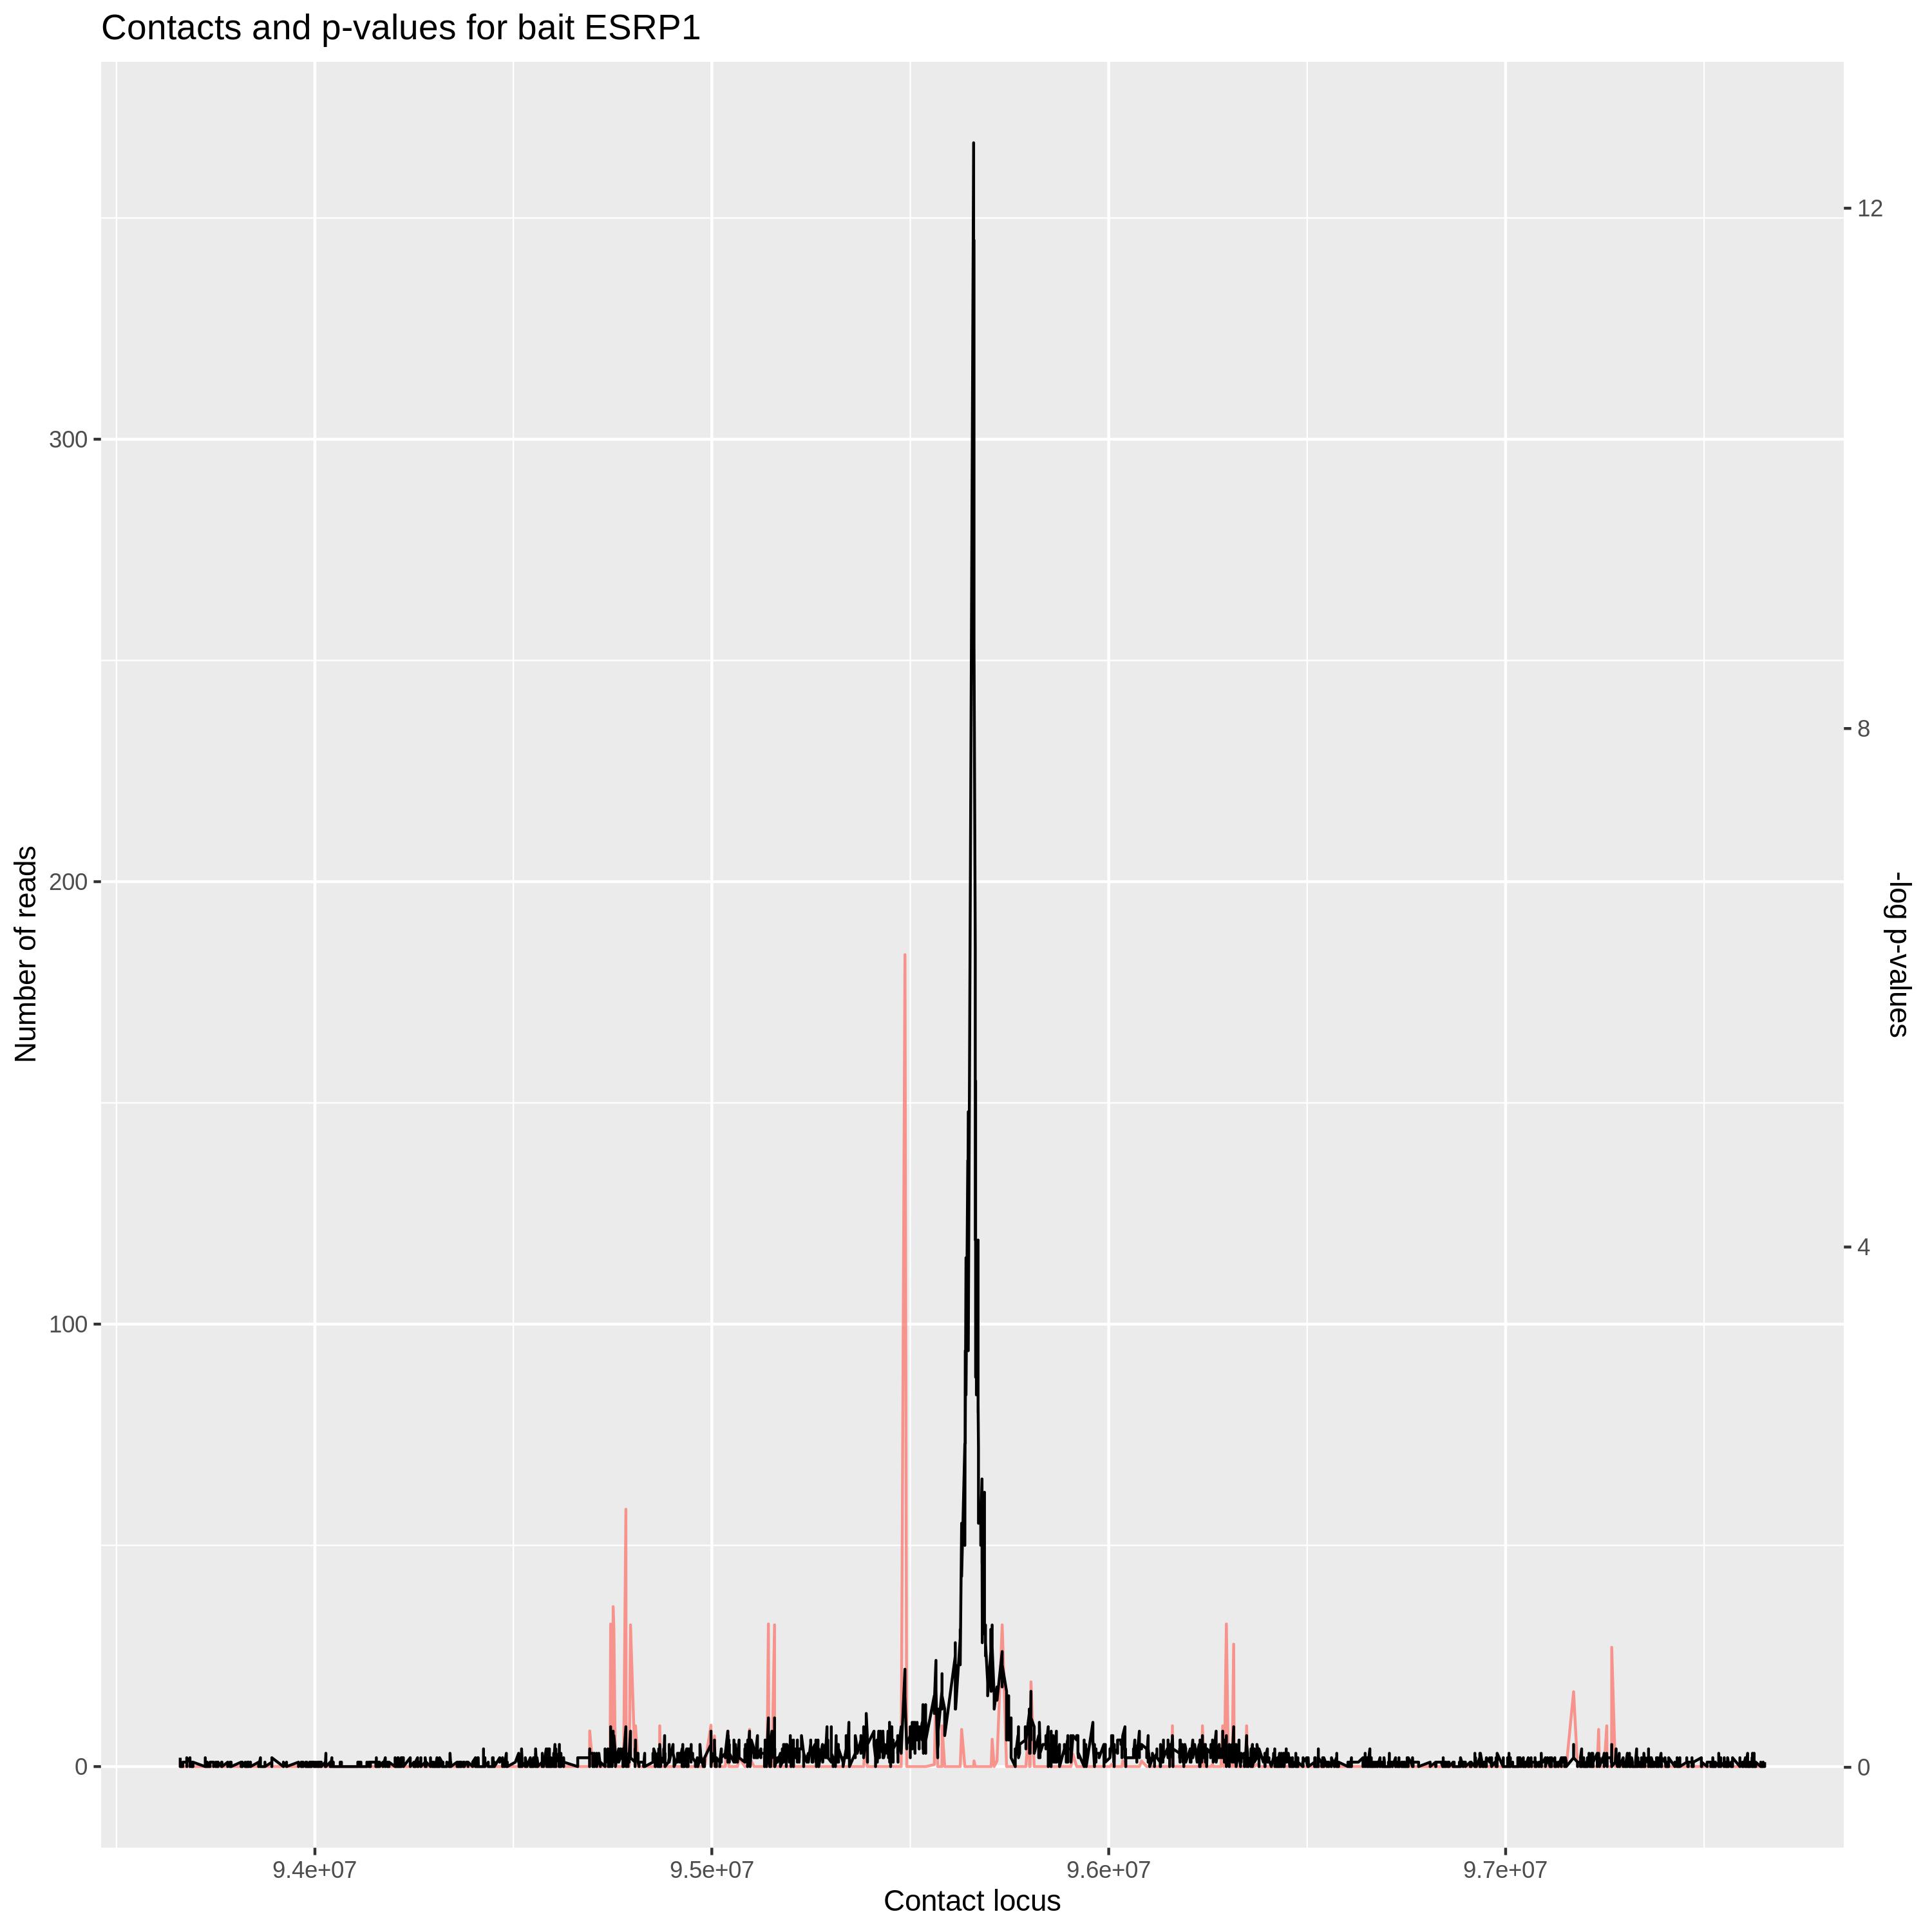 Contacts and p-values for bait ESRP1
Number of reads
300
200
100
0
12
8
4
0
-log p-values
9.4e+07 9.5e+07 9.6e+07 9.7e+07
Contact locus